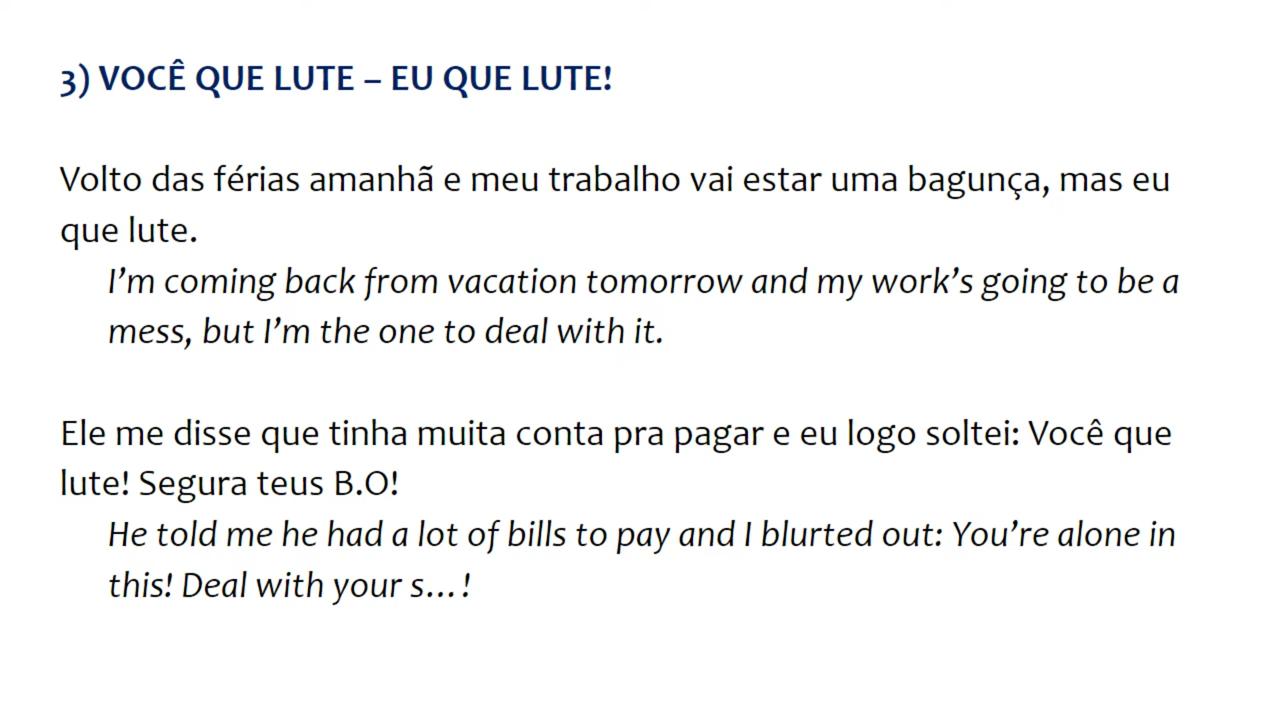 3) VOCÊ QUE LUTE – EU QUE LUTE!
Volto das férias amanhã e meu trabalho vai estar uma bagunça, mas eu
que lute.
I’m coming back from vacation tomorrow and my work’s going to be a
mess, but I’m the one to deal with it.
Ele me disse que tinha muita conta pra pagar e eu logo soltei: Você que
lute! Segura teus B.O!
He told me he had a lot of bills to pay and I blurted out: You’re alone in
this! Deal with your s…!